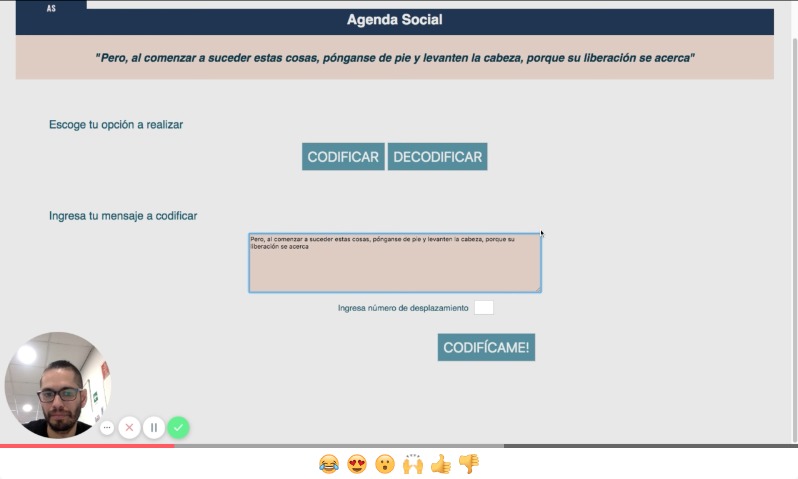 AS
Agenda Social
"Pero, al comenzar a suceder estas cosas, pónganse de pie y levanten la cabeza, porque su liberación se acerca"
Escoge tu opción a realizar
CODIFICAR DECODIFICAR
Ingresa tu mensaje a codificar
Pero, al comenzar a suceder estas cosas, pónganse de pie y levanten la cabeza, porque su
liberación se acerca
Ingresa número de desplazamiento
CODIFÍCAME!